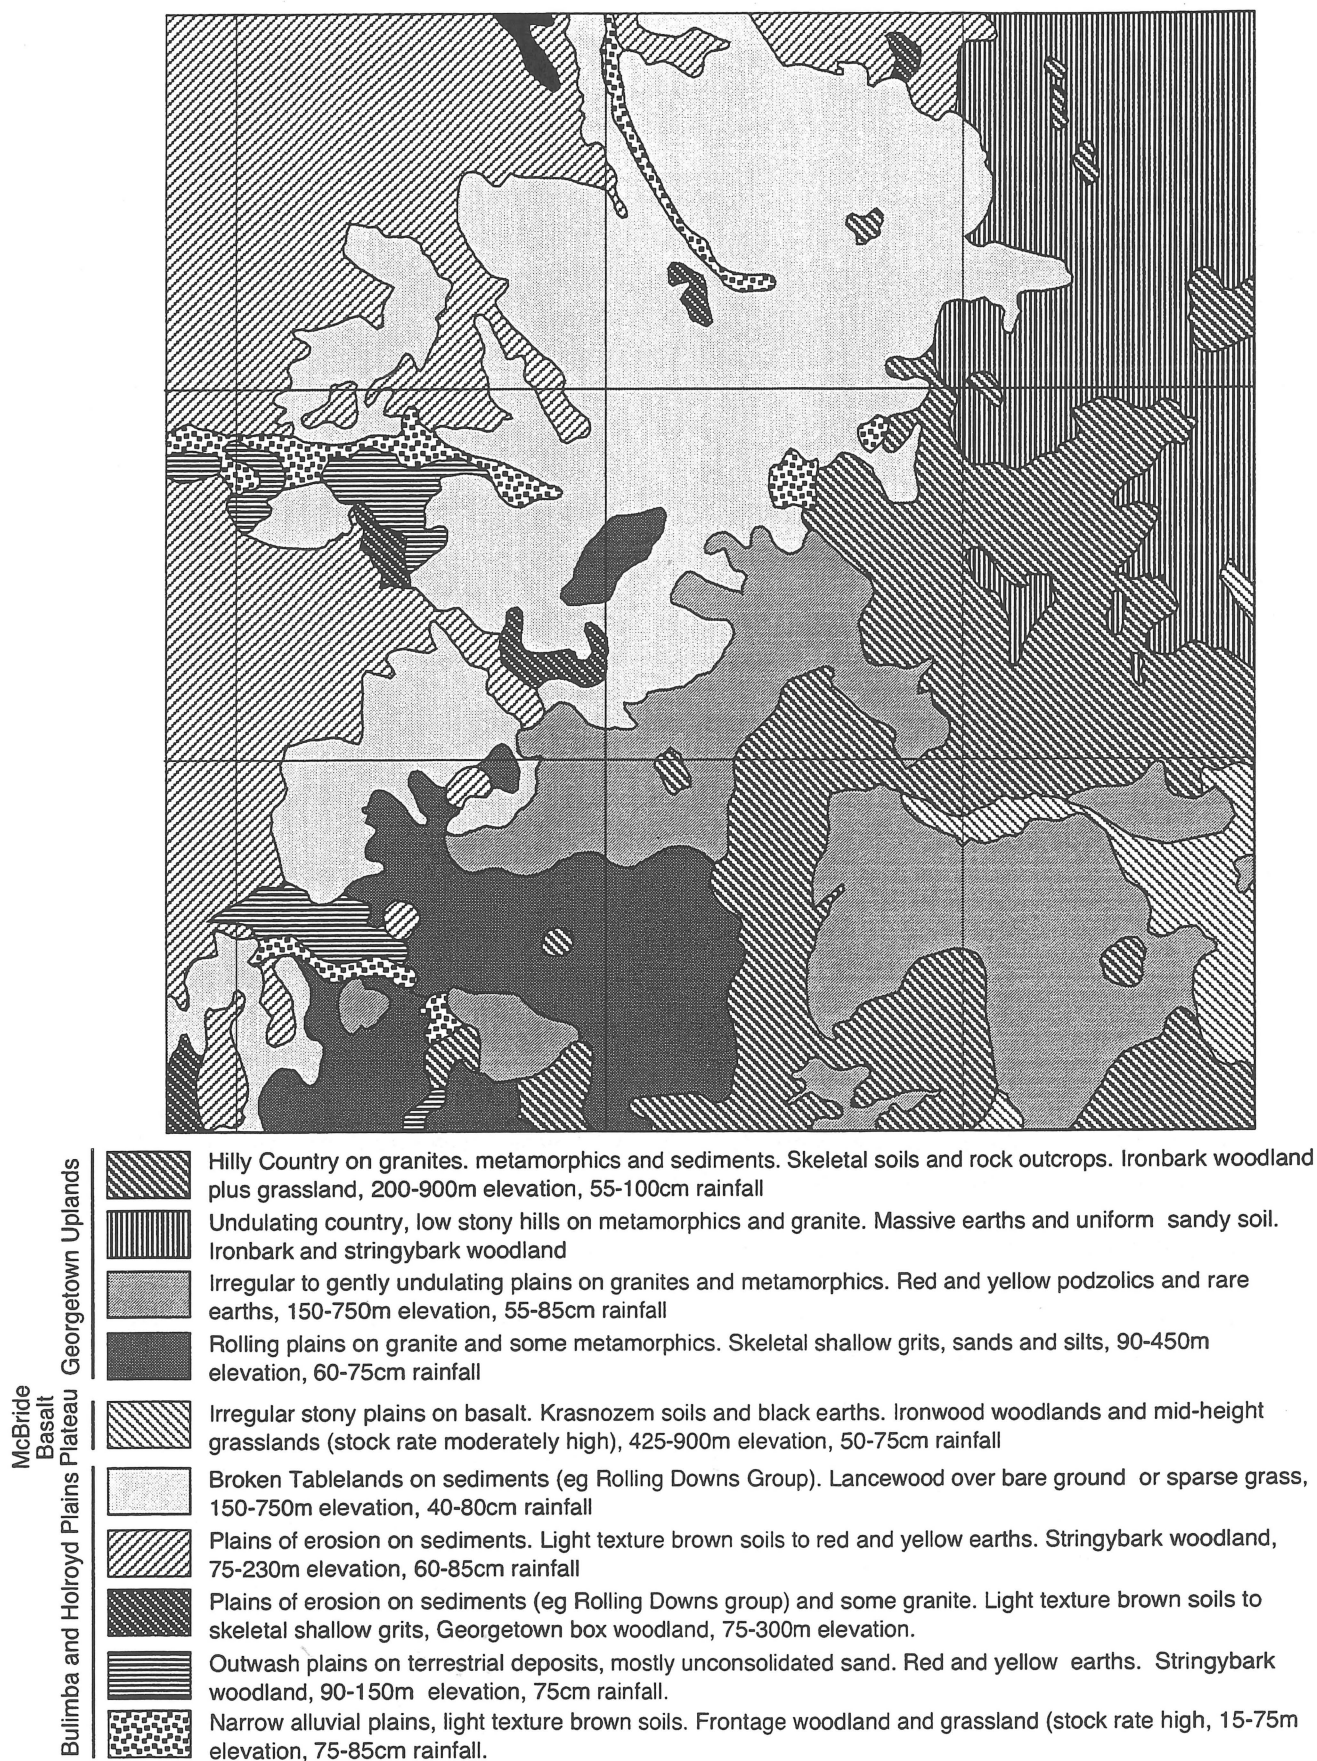 Georgetown Uplands
Hilly Country on granites. metamorphics and sediments. Skeletal soils and rock outcrops. Ironbark woodland
plus grassland, 200-900m elevation, 55-100cm rainfall
Undulating country, low stony hills on metamorphics and granite. Massive earths and uniform sandy soil.
Ironbark and stringybark woodland
Irregular to gently undulating plains on granites and metamorphics. Red and yellow podzolics and rare
earths, 150-750m elevation, 55-85cm rainfall
Rolling plains on granite and some metamorphics. Skeletal shallow grits, sands and silts, 90-450m
elevation, 60-75cm rainfall
McBride
Basalt
Plateau
Irregular stony plains on basalt. Krasnozem soils and black earths. Ironwood woodlands and mid-height
grasslands (stock rate moderately high), 425-900m elevation, 50-75cm rainfall
Bulimba and Holroyd Plains
Broken Tablelands on sediments (eg Rolling Downs Group). Lancewood over bare ground or sparse grass,
150-750m elevation, 40-80cm rainfall
Plains of erosion on sediments. Light texture brown soils to red and yellow earths. Stringybark woodland,
75-230m elevation, 60-85cm rainfall
Plains of erosion on sediments (eg Rolling Downs group) and some granite. Light texture brown soils to
skeletal shallow grits, Georgetown box woodland, 75-300m elevation.
Outwash plains on terrestrial deposits, mostly unconsolidated sand. Red and yellow earths. Stringybark
woodland, 90-150m elevation, 75cm rainfall.
Narrow alluvial plains, light texture brown soils. Frontage woodland and grassland (stock rate high, 15-75m
elevation, 75-85cm rainfall.